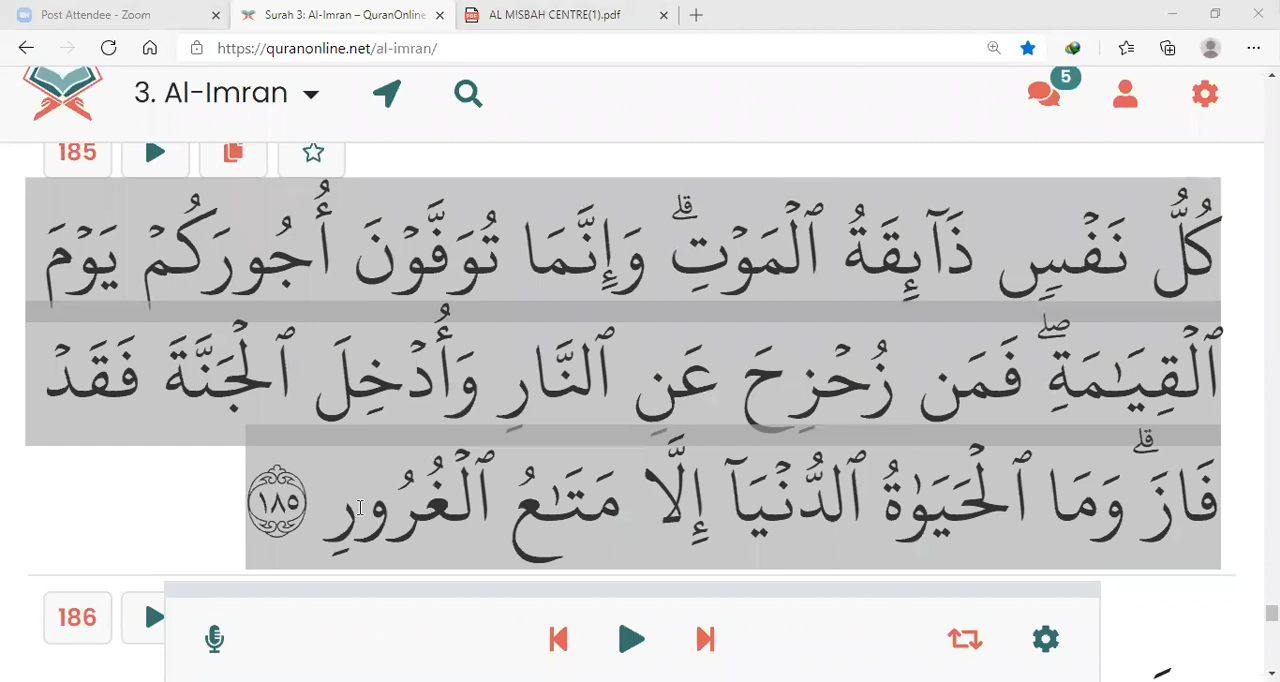 Post Attendee - Zoom
Surah 3: Al-Imran – QuranOnline
AL MISBAH CENTRE(1).pdf
https://quranonline.net/al-imran/
3. Al-Imran
5
185
كُلُّ نَفۡسٖ ذَآئِقَةُ ٱلۡمَوۡتِۗ وَإِنَّمَا تُوَفَّوۡنَ أُجُورَكُمۡ يَوۡمَ
ٱلۡقِيَٰمَةِۖ فَمَن زُحۡزِحَ عَنِ ٱلنَّارِ وَأُدۡخِلَ ٱلۡجَنَّةَ فَقَدۡ
فَازَۗ وَمَا ٱلۡحَيَوٰةُ ٱلدُّنۡيَآ إِلَّا مَتَٰعُ ٱلۡغُرُورِ ١٨٥
186